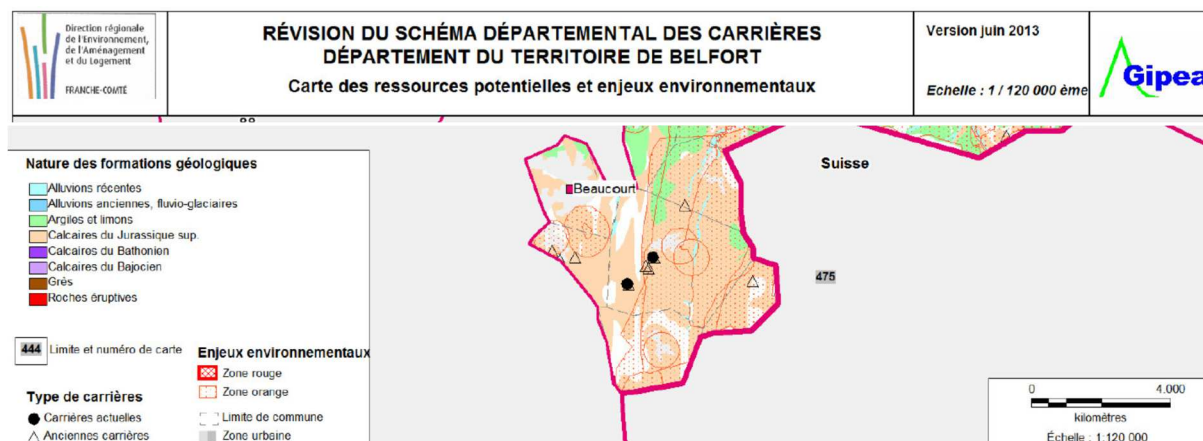 Direction régionale
de l'Environnement,
de l'Aménagement
et du Logement
FRANCHE-COMTÉ
RÉVISION DU SCHÉMA DÉPARTEMENTAL DES CARRIÈRES
DÉPARTEMENT DU TERRITOIRE DE BELFORT
Carte des ressources potentielles et enjeux environnementaux
Version juin 2013
Echelle : 1 / 120 000 ème
Gipea
Nature des formations géologiques
Alluvions récentes
Alluvions anciennes, fluvio-glaciaires
Argiles et limons
Calcaires du Jurassique sup.
Calcaires du Bathonien
Calcaires du Bajocien
Grès
Roches éruptives
444 Limite et numéro de carte
Type de carrières
Carrières actuelles
Anciennes carrières
Enjeux environnementaux
Zone rouge
Zone orange
Limite de commune
Zone urbaine
Beaucourt
Suisse
475
0 4.000
kilomètres
Échelle : 1:120 000